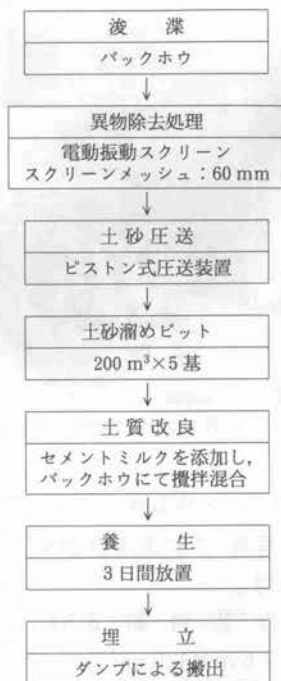 浚渫
バックホウ
異物除去処理
電動振動スクリーン
スクリーンメッシュ：60 mm
土砂圧送
ピストン式圧送装置
土砂溜めピット
200 m³×5 基
土質改良
セメントミルクを添加し，
バックホウにて攪拌混合
養生
3 日間放置
埋立
ダンプによる搬出